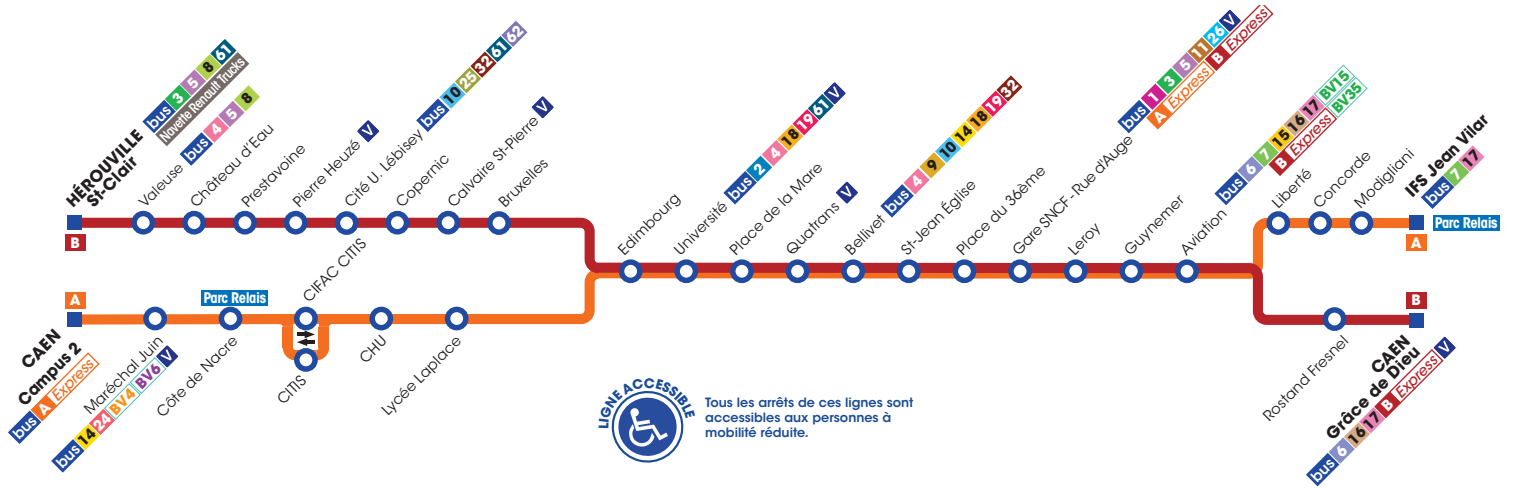 HÉROUVILLE
St-Clair
bus 3 5 8 61
Navette Renault Trucks
B
Valeuse
bus 4 5 8
Château d'Eau
Prestavoine
Pierre Heuzé V
Cité U. Lébisey
bus 10 25 32 61 62
Copernic
Calvaire St-Pierre V
Bruxelles
Edimbourg
Université
bus 2 4 18 19 61 V
Place de la Mare
Quatrans V
Bellivet
bus 4 9 10 14 18 19 32
St-Jean Église
Place du 36éme
Gare SNCF - Rue d'Auge
bus 1 3 5 11 26 V
A Express B Express
Leroy
Guynemer
Aviation
bus 6 7 15 16 17 BV15
B Express BV35
Liberté
Concorde
Modigliani
IFS Jean Vilar
bus 7 17
Parc Relais
A
A
CAEN
Campus 2
bus A Express
Maréchal Juin
bus 14 24 BV4 BV6 V
Parc Relais
Côte de Nacre
CIFAC CITIS
CITIS
CHU
Lycée Laplace
B
Rostand Fresnel
CAEN
Grâce de Dieu
bus 6 16 17 B Express V
LIGNE ACCESSIBLE
Tous les arrêts de ces lignes sont
accessibles aux personnes à
mobilité réduite.